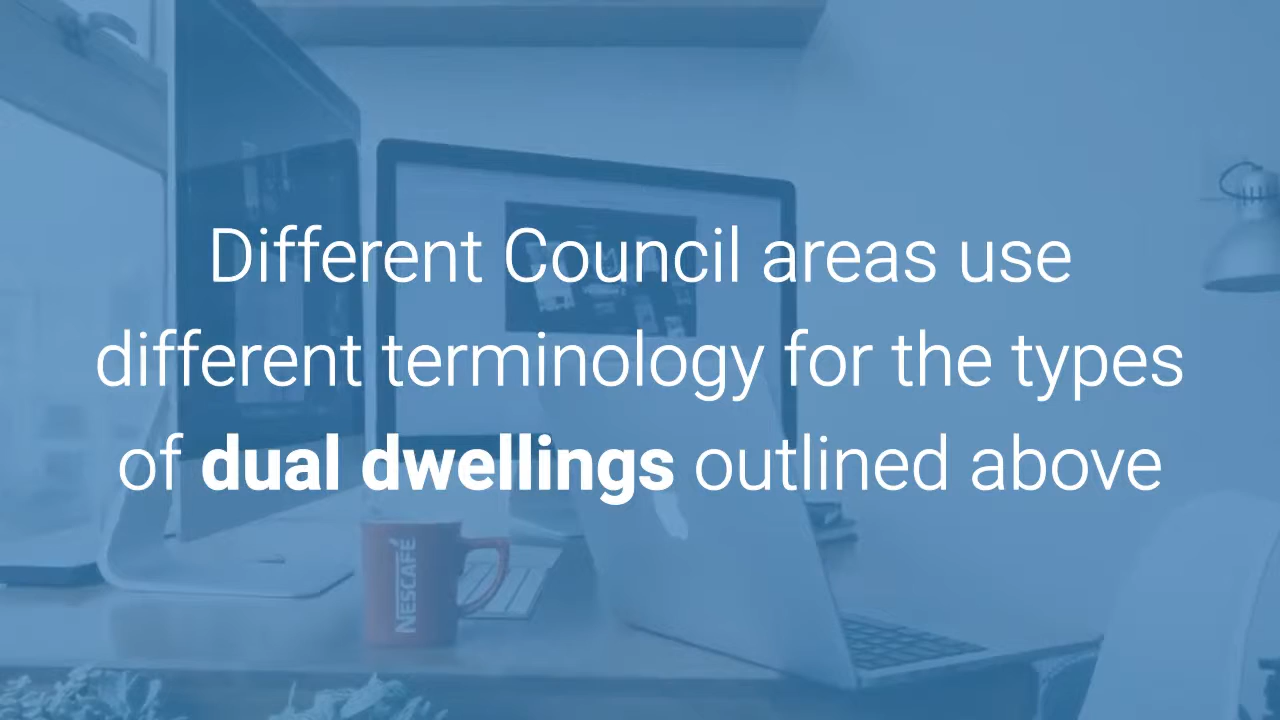 Different Council areas use
different terminology for the types
of dual dwellings outlined above
NESCAFÉ